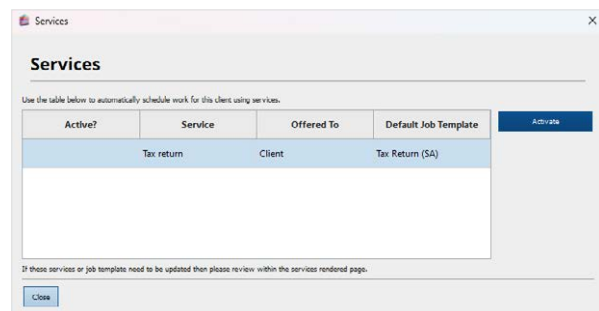 Services
Services
Use the table below to automatically schedule work for this client using services.
Active? Service Offered To Default Job Template
Activate
Tax return Client Tax Return (SA)
If these services or job template need to be updated then please review within the services rendered page.
Close